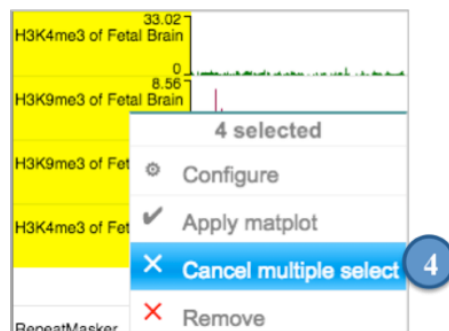 33.02
H3K4me3 of Fetal Brain
0
8.56
H3K9me3 of Fetal Brain
4 selected
H3K9me3 of Fet
Configure
H3K4me3 of Fet
Apply matplot
Cancel multiple select
4
RepeatMasker
Remove